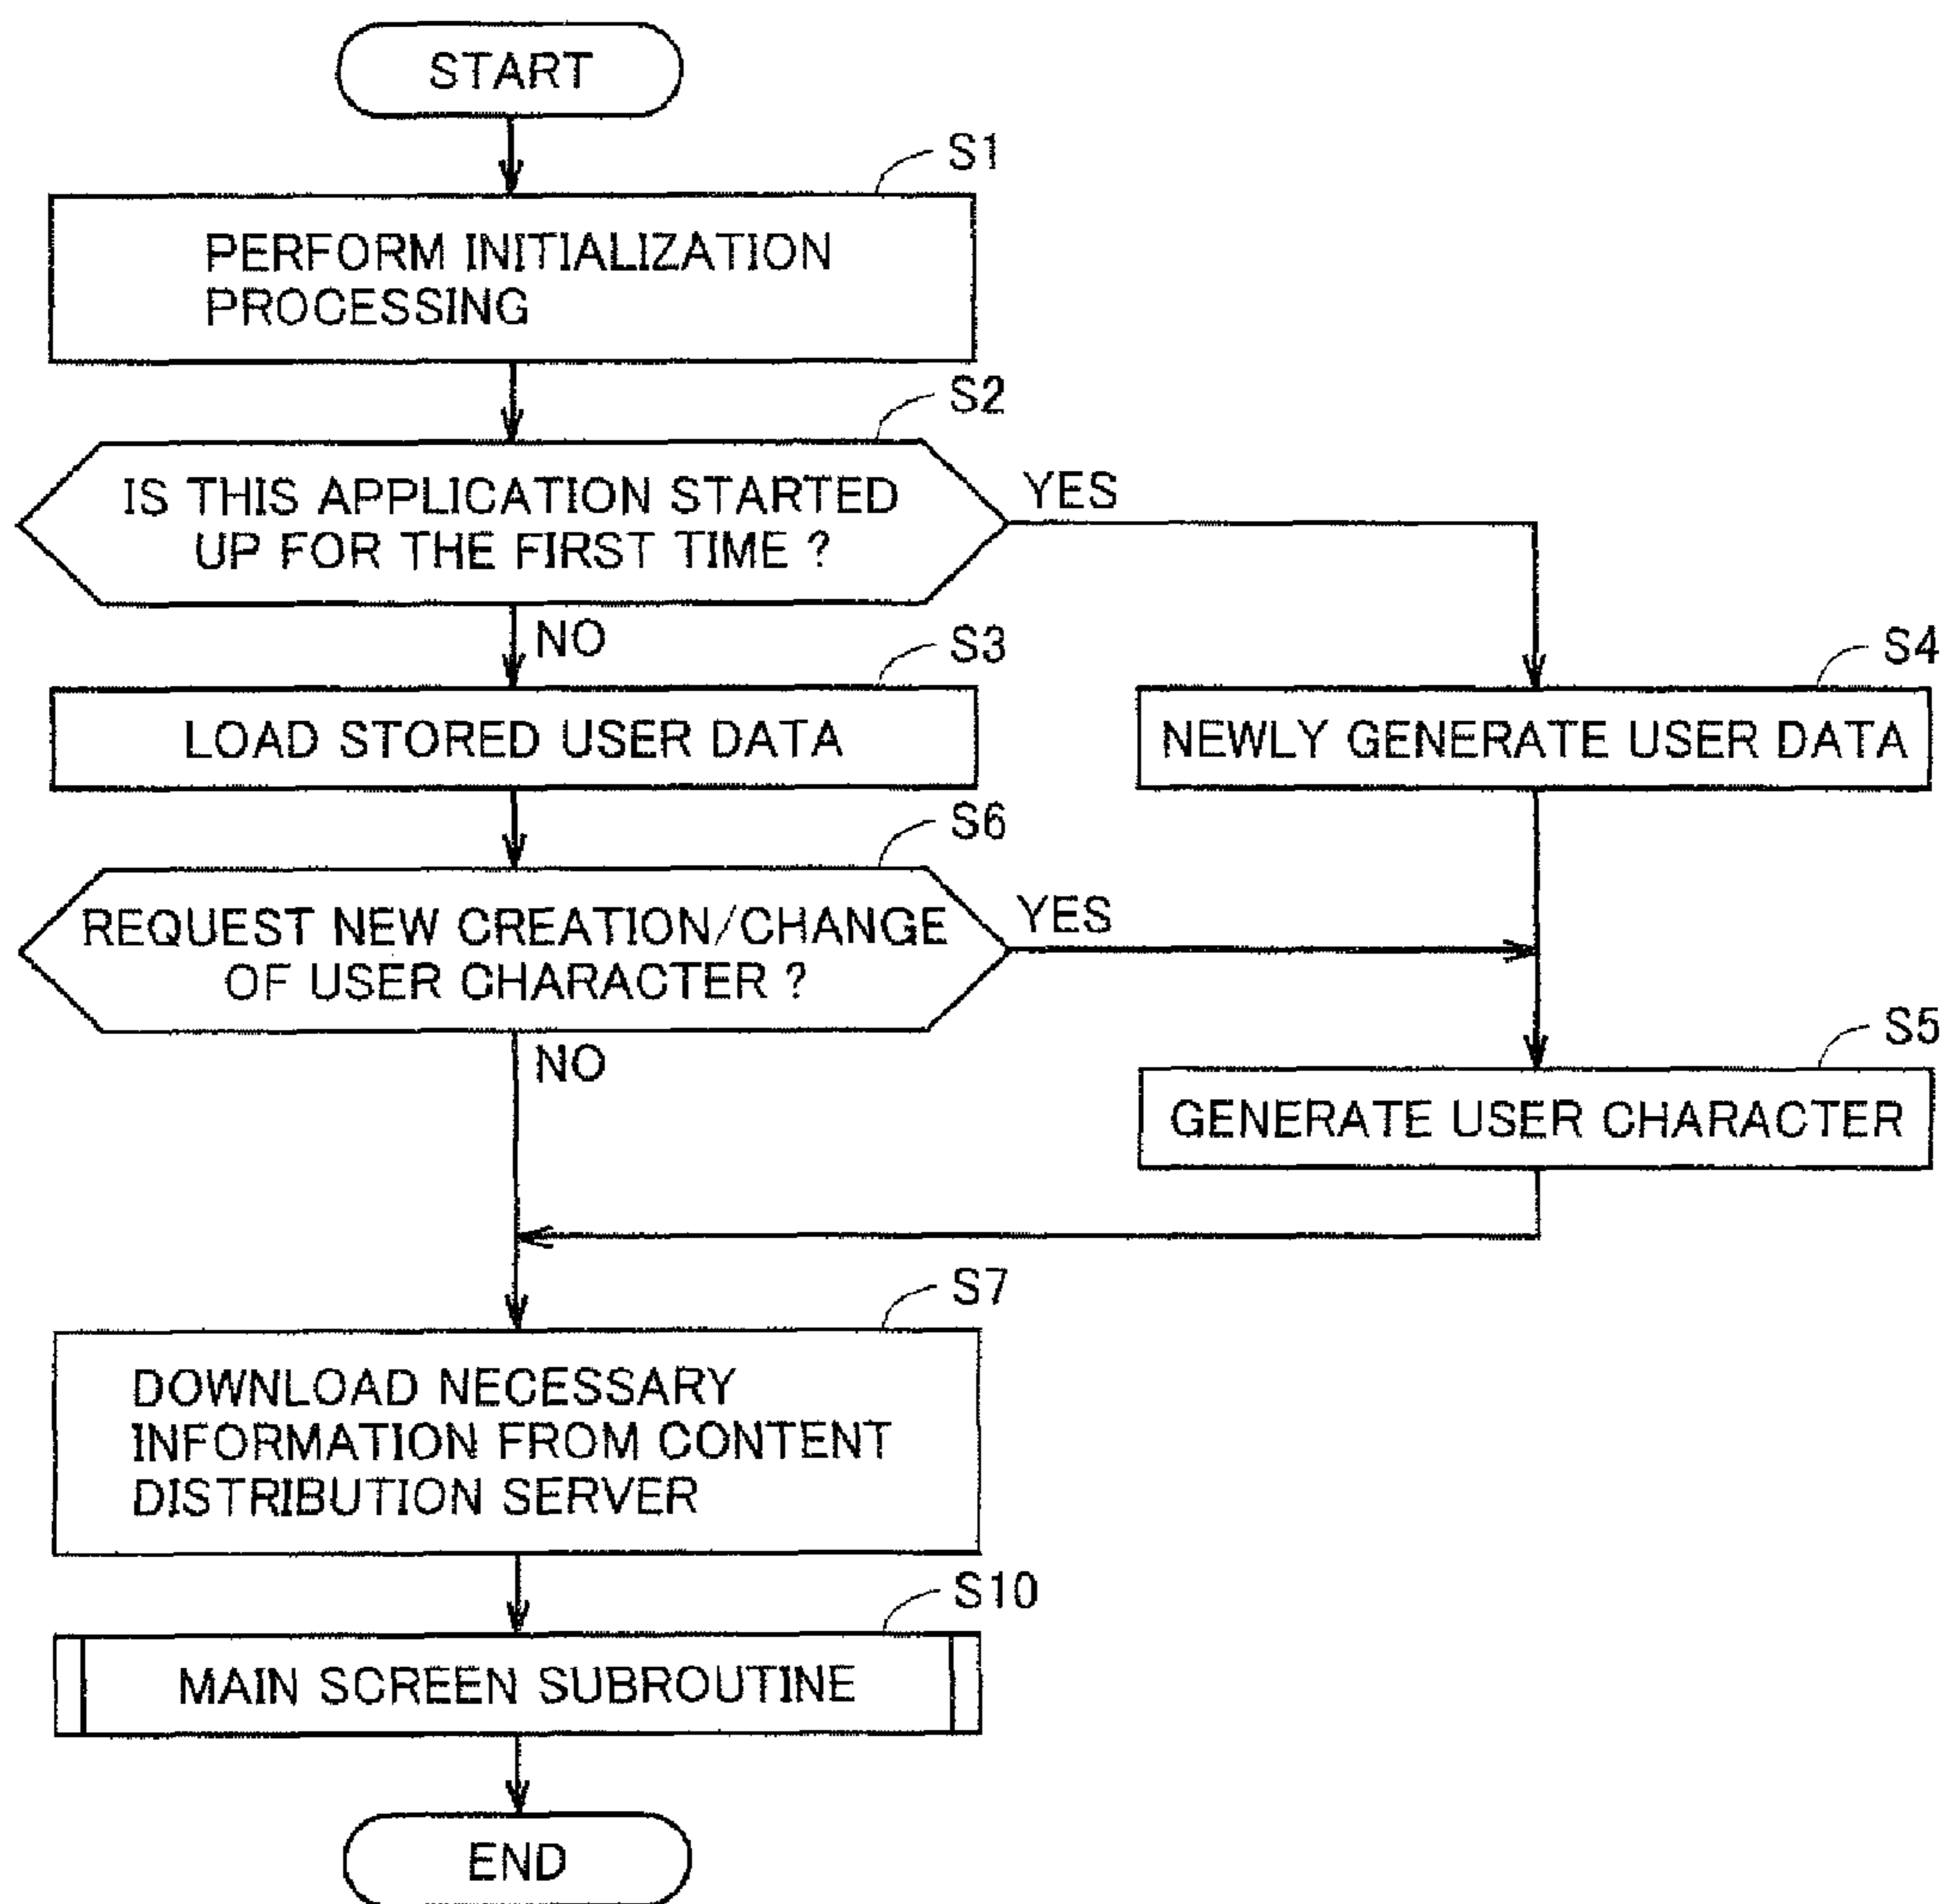 START
S1
PERFORM INITIALIZATION
PROCESSING
S2
IS THIS APPLICATION STARTED
UP FOR THE FIRST TIME ?
YES
NO
S3
LOAD STORED USER DATA
S4
NEWLY GENERATE USER DATA
S6
REQUEST NEW CREATION/CHANGE
OF USER CHARACTER ?
YES
NO
S5
GENERATE USER CHARACTER
S7
DOWNLOAD NECESSARY
INFORMATION FROM CONTENT
DISTRIBUTION SERVER
S10
MAIN SCREEN SUBROUTINE
END